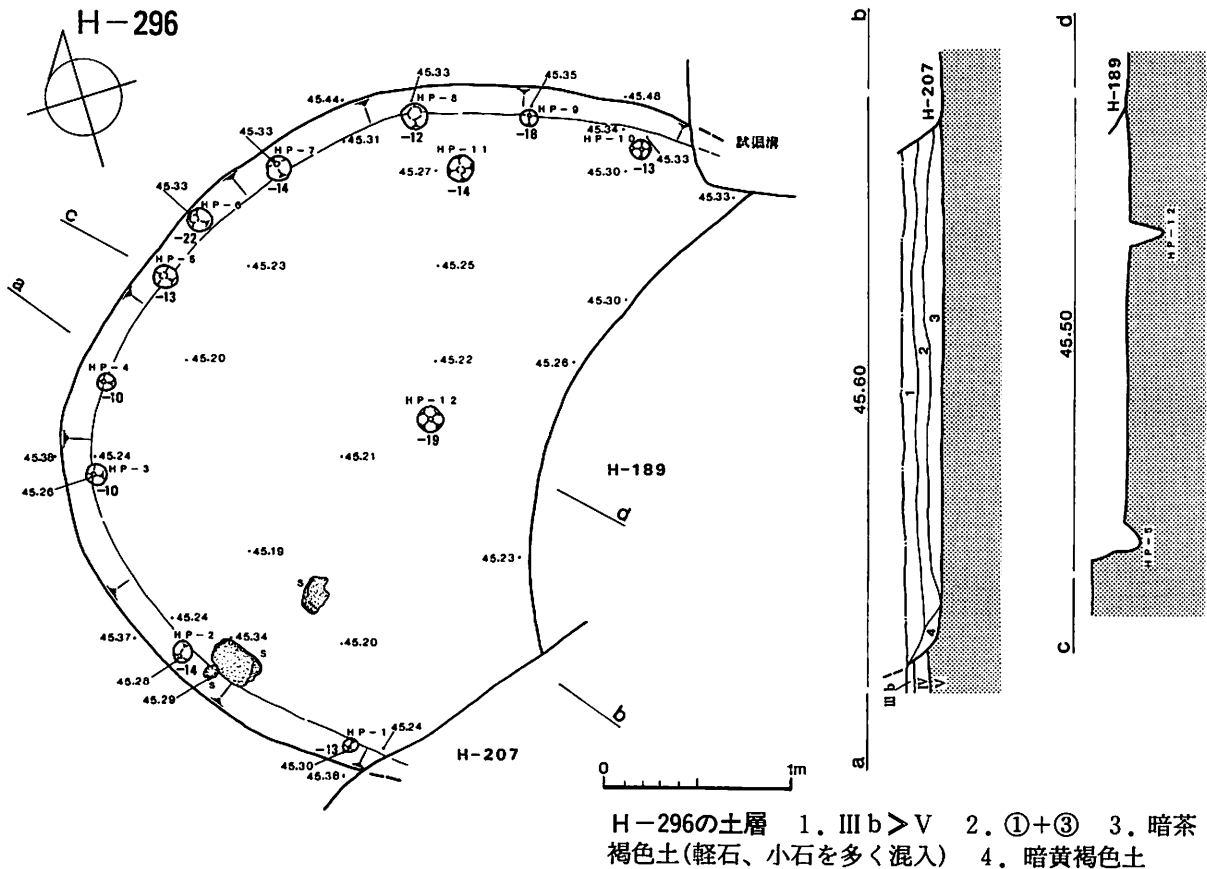 H-296
45.33
45.35
HP-8
45.44
HP-9
45.48
-12
-18
45.34
45.33
45.31
HP-10
試掘溝
HP-7
HP-11
45.33
-13
45.27
45.30
-14
-14
45.33
45.33
HP-6
c
-22
45.23
45.25
HP-5
a
-13
45.30
45.20
45.22
45.26
HP-4
-10
HP-12
-19
45.38
45.24
45.21
H-189
HP-3
45.26
-10
d
45.19
45.23
S
45.24
HP-2
45.34
45.37
45.20
S
-14
45.28
S
45.29
b
HP-1
45.24
-13
H-207
45.30
45.38
0 1m
b
H-207
3
2
1
45.60
4
Ⅲb Ⅳ Ⅴ
a
d
H-189
HP-12
45.50
HP-5
c
H-296の土層 1. Ⅲb>Ⅴ 2. ①+③ 3. 暗茶
褐色土(軽石、小石を多く混入) 4. 暗黄褐色土